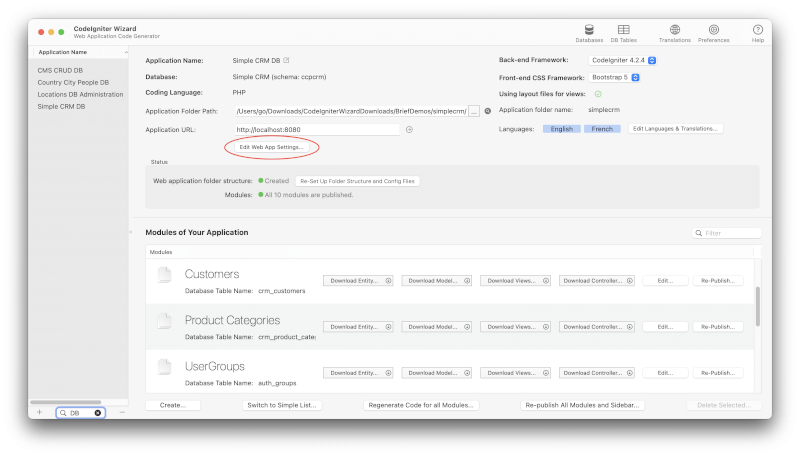 CodeIgniter Wizard
Web Application Code Generator
Databases DB Tables Translations Preferences Help
Application Name
CMS CRUD DB
Country City People DB
Locations DB Administration
Simple CRM DB
Application Name: Simple CRM DB
Database: Simple CRM (schema: ccpcrm)
Coding Language: PHP
Application Folder Path: /Users/go/Downloads/CodeIgniterWizardDownloads/BriefDemos/simplecrm/ ...
Application URL: http://localhost:8080
Edit Web App Settings...
Back-end Framework: CodeIgniter 4.2.4
Front-end CSS Framework: Bootstrap 5
Using layout files for views:
Application folder name: simplecrm
Languages: English French Edit Languages & Translations...
Status
Web application folder structure: Created Re-Set Up Folder Structure and Config Files
Modules: All 10 modules are published.
Modules of Your Application Filter
Modules
Customers
Database Table Name: crm_customers
Download Entity... Download Model... Download Views... Download Controller... Edit... Re-Publish...
Product Categories
Database Table Name: crm_product_cate
Download Entity... Download Model... Download Views... Download Controller... Edit... Re-Publish...
UserGroups
Database Table Name: auth_groups
Download Entity... Download Model... Download Views... Download Controller... Edit... Re-Publish...
+ DB −
Create... Switch to Simple List... Regenerate Code for all Modules... Re-publish All Modules and Sidebar... Delete Selected...